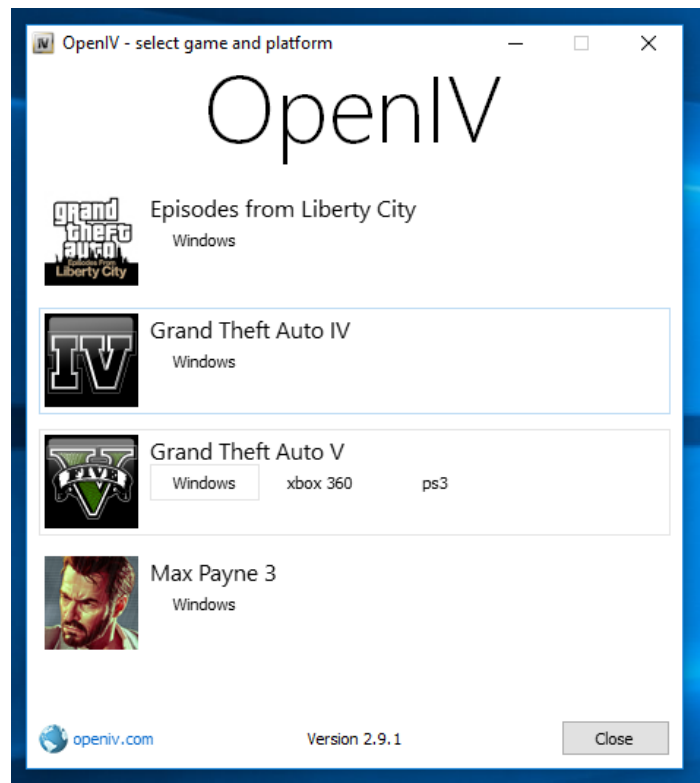 OpenIV - select game and platform
OpenIV
grand
theft
auto
Episodes From
Liberty City
Episodes from Liberty City
Windows
IV
Grand Theft Auto IV
Windows
V
FIVE
Grand Theft Auto V
Windows xbox 360 ps3
Max Payne 3
Windows
openiv.com Version 2.9.1 Close